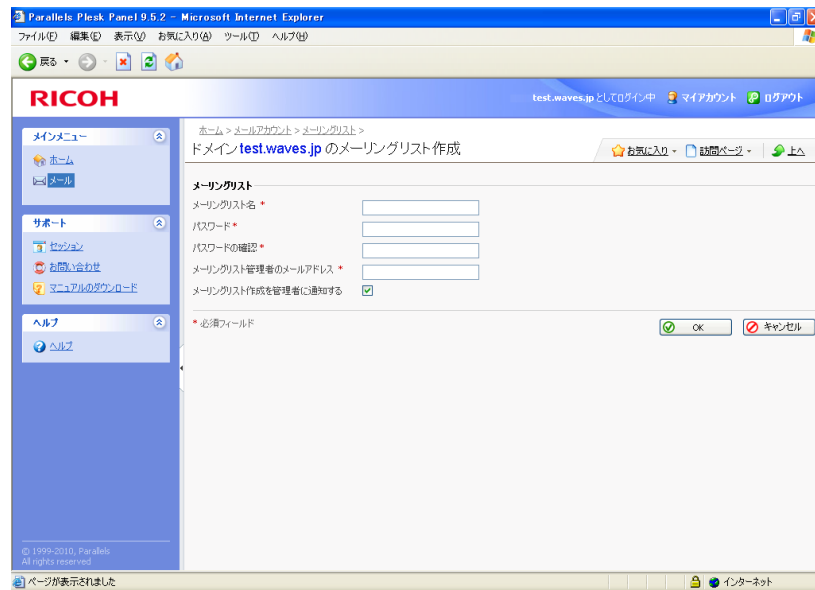 Parallels Plesk Panel 9.5.2 - Microsoft Internet Explorer
ファイル(F) 編集(E) 表示(V) お気に入り(A) ツール(T) ヘルプ(H)
戻る
RICOH
test.waves.jp としてログイン中 マイアカウント ログアウト
メインメニュー
ホーム
メール
サポート
セッション
お問い合わせ
マニュアルのダウンロード
ヘルプ
ヘルプ
© 1999-2010, Parallels
All rights reserved
ホーム > メールアカウント > メーリングリスト >
ドメイン test.waves.jp のメーリングリスト作成
お気に入り 訪問ページ 上へ
メーリングリスト
メーリングリスト名 *
パスワード *
パスワードの確認 *
メーリングリスト管理者のメールアドレス *
メーリングリスト作成を管理者に通知する
* 必須フィールド
OK キャンセル
ページが表示されました インターネット